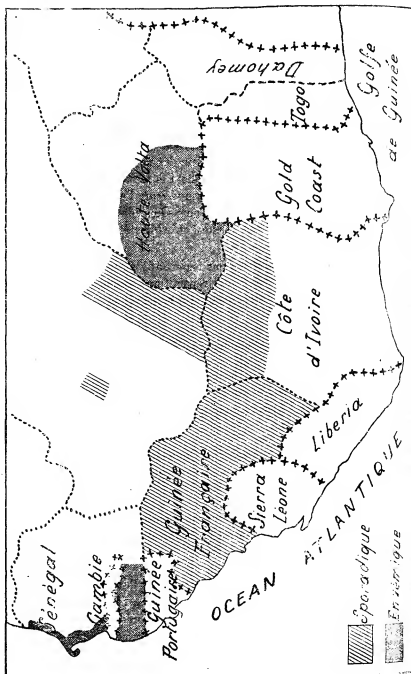 Sénégal
Gambie
Guinée
Portugaise
Guinée
Française
Sierra
Léone
Liberia
Côte
d'Ivoire
Haute Volta
Gold
Coast
Togo
Dahomey
Golfe
de Guinée
OCEAN ATLANTIQUE
Sporadique
Endémique